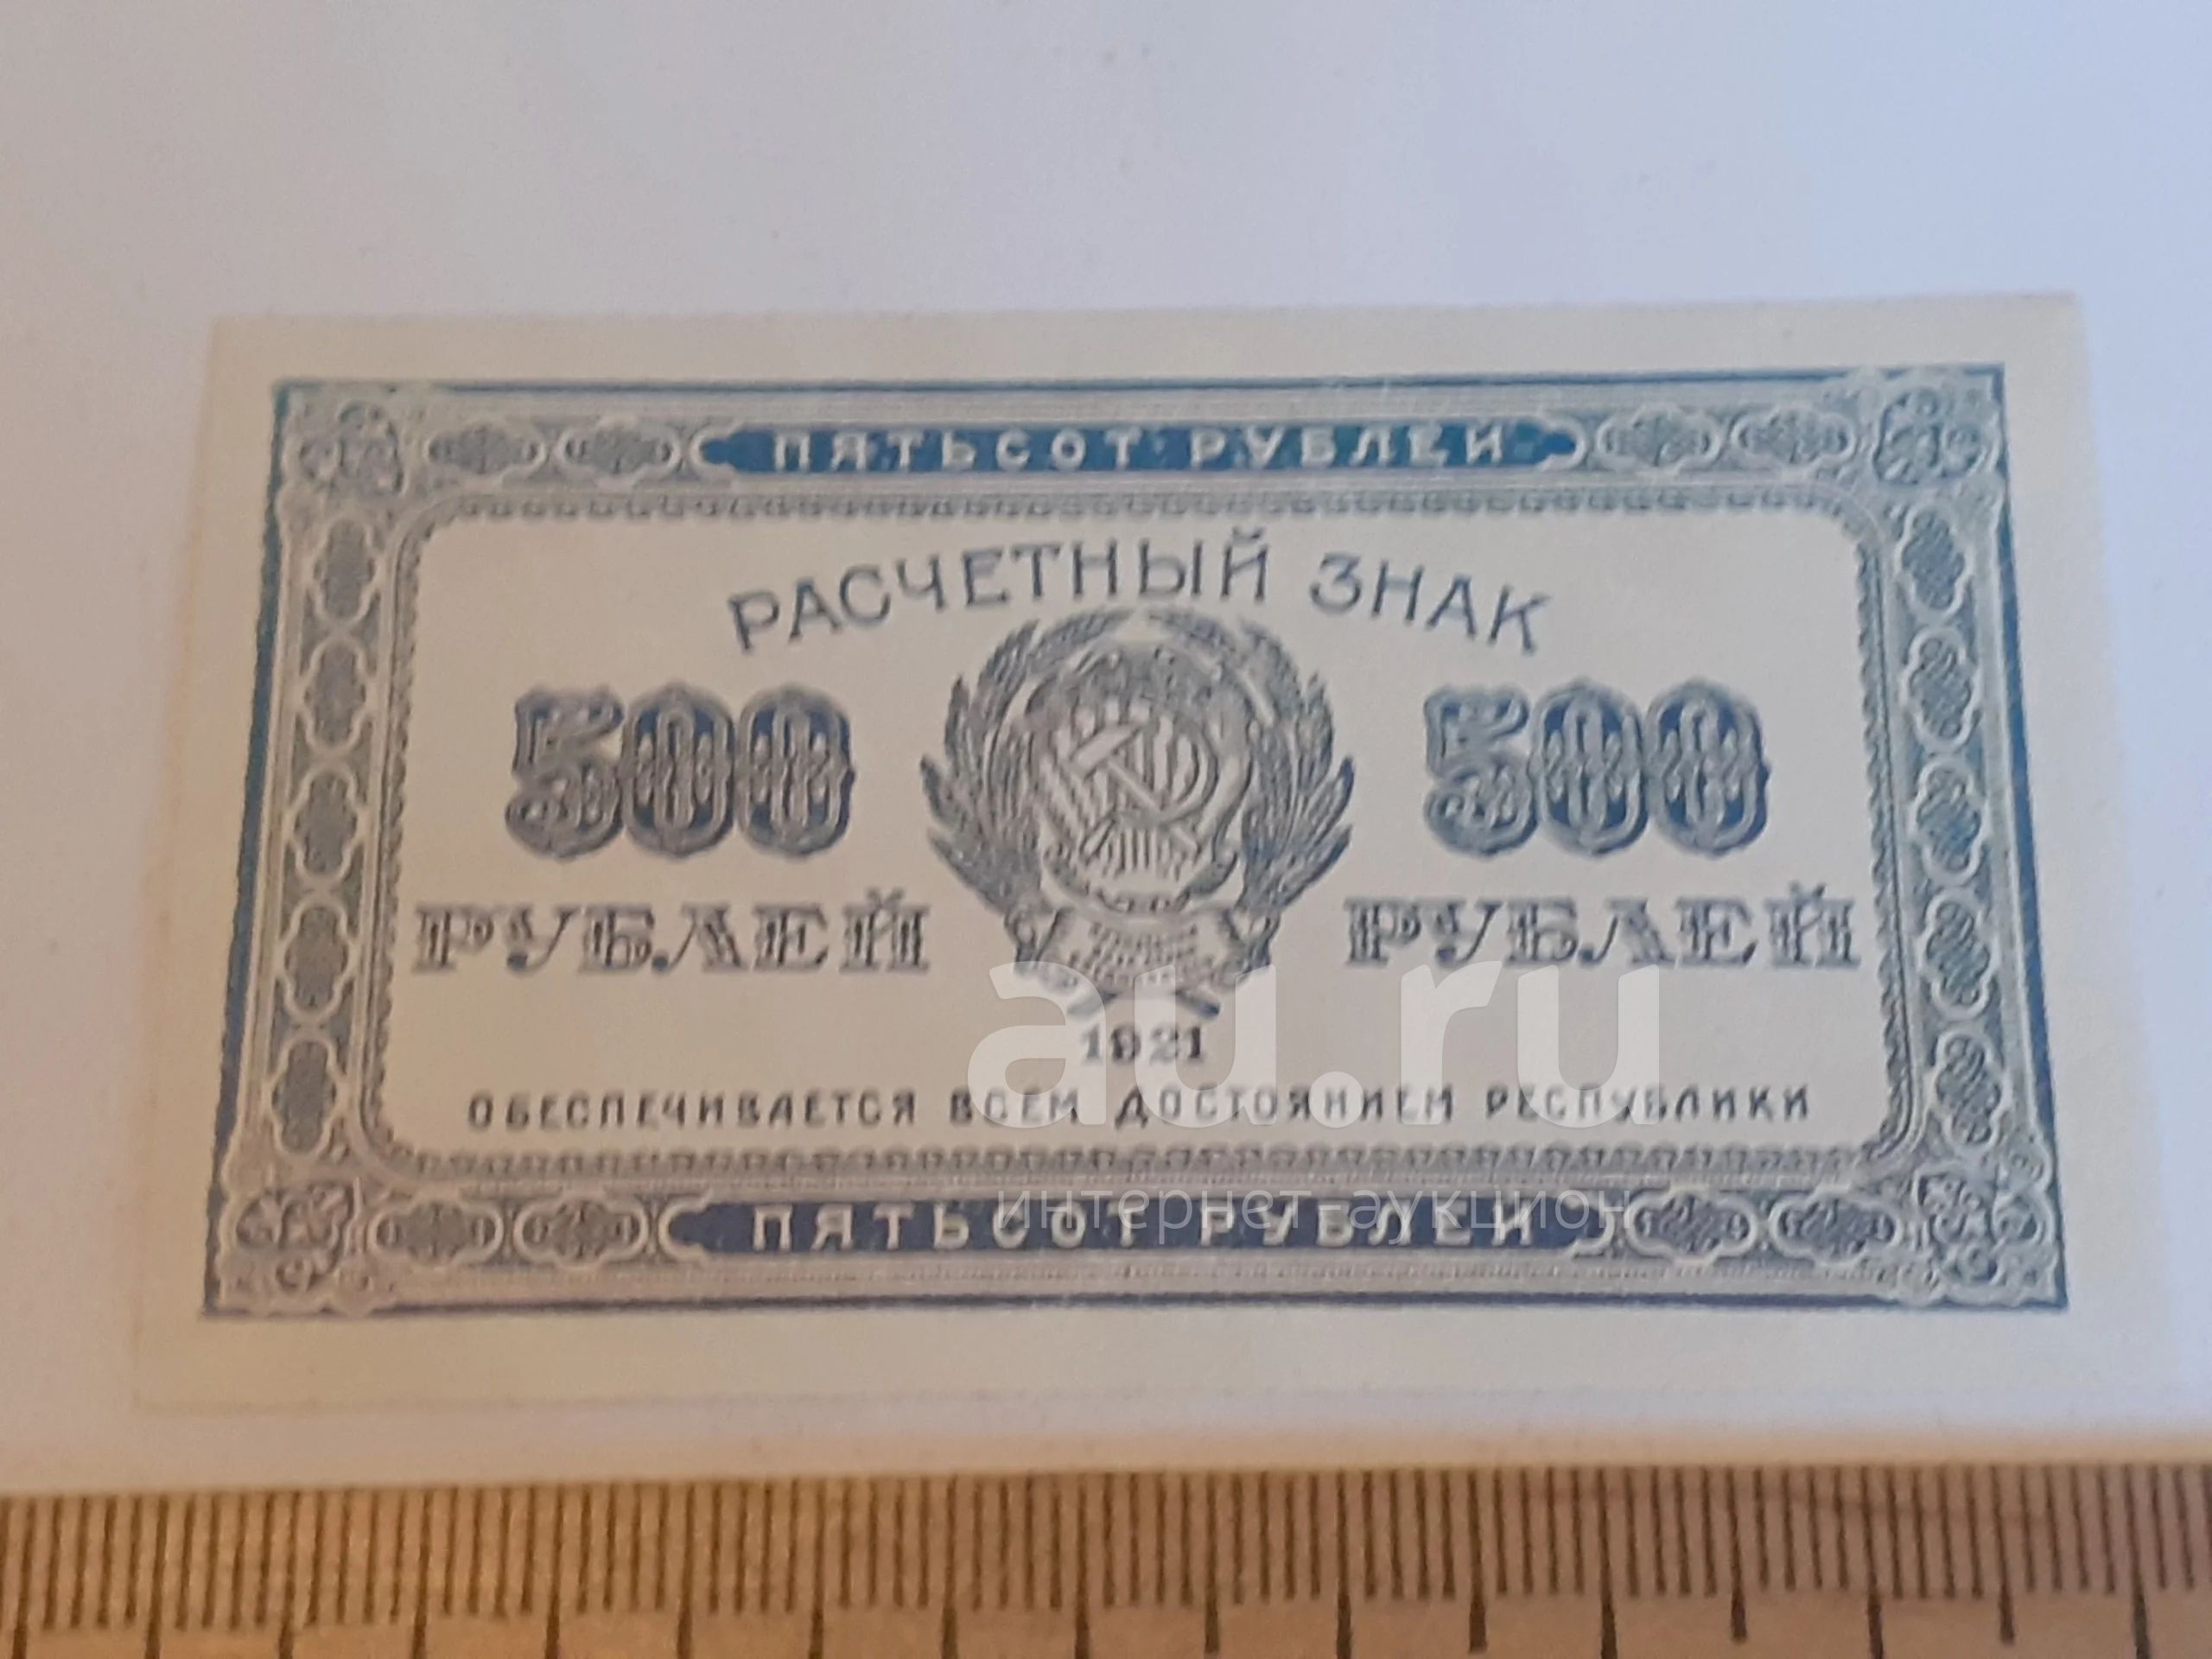 ПЯТЬСОТ РУБЛЕЙ
РАСЧЕТНЫЙ ЗНАК
500 500
РУБЛЕЙ РУБЛЕЙ
1921
au.ru
ОБЕСПЕЧИВАЕТСЯ ВСЕМ ДОСТОЯНИЕМ РЕСПУБЛИКИ
интернет-аукцион
ПЯТЬСОТ РУБЛЕЙ